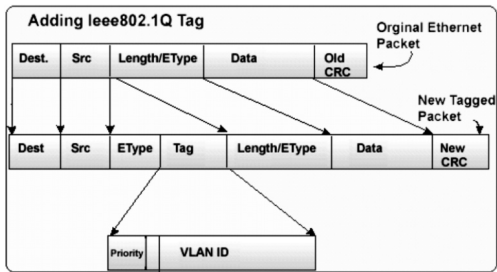 Adding Ieee802.1Q Tag
Orginal Ethernet
Packet
Dest. Src Length/EType Data Old
CRC
New Tagged
Packet
Dest Src EType Tag Length/EType Data New
CRC
Priority VLAN ID